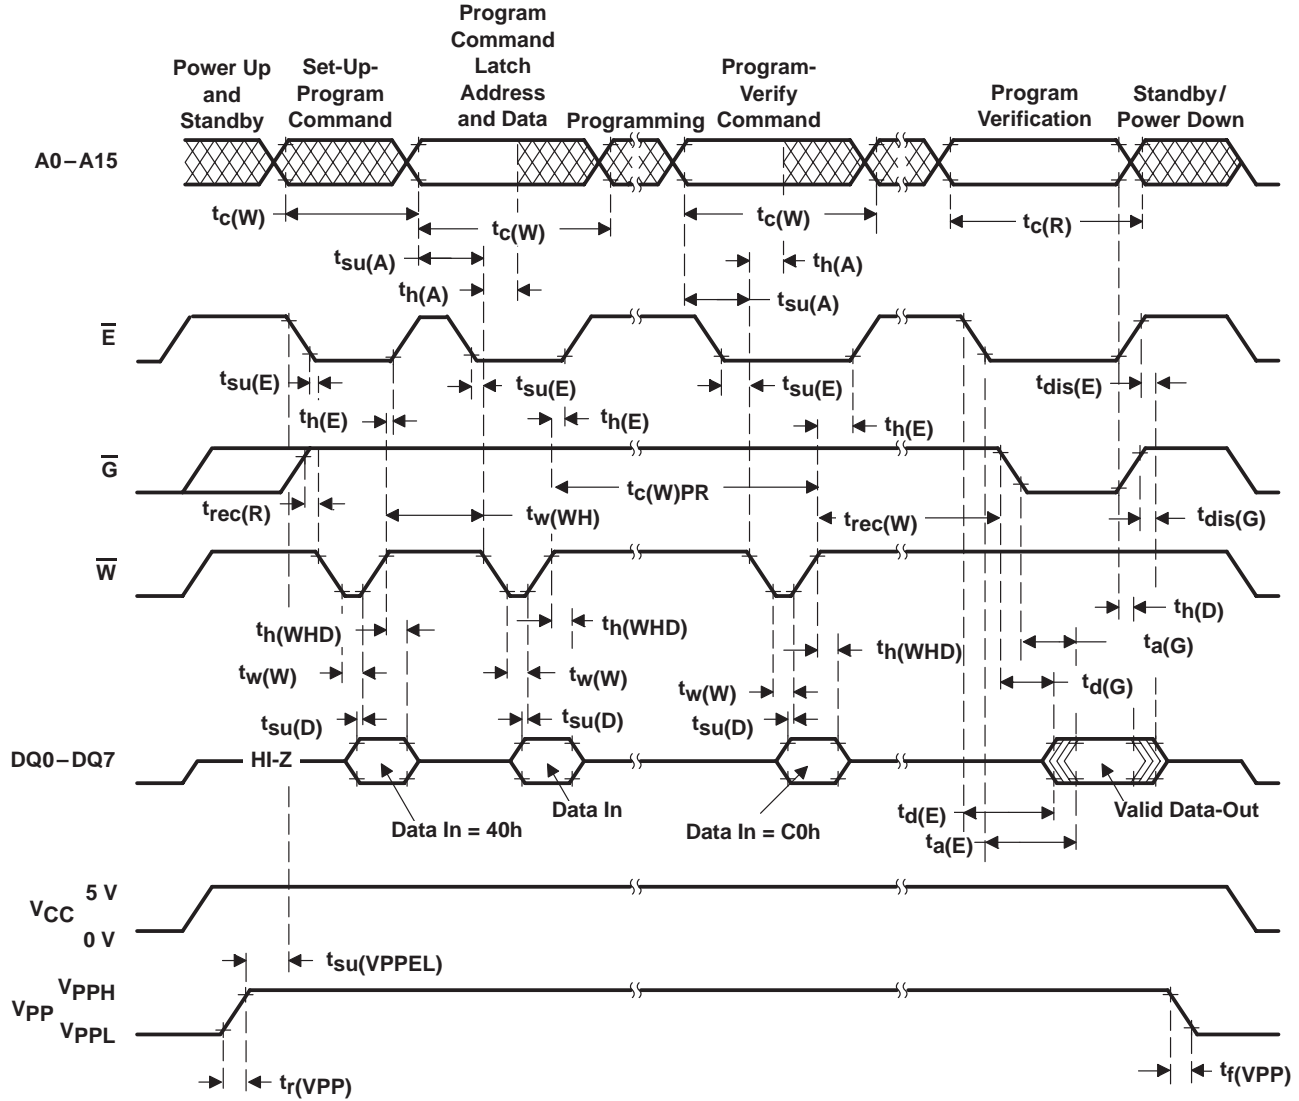 Power Up
and
Standby
Set-Up-
Program
Command
Program
Command
Latch
Address
and Data
Programming
Program-
Verify
Command
Program
Verification
Standby/
Power Down
A0–A15
tc(W)
tc(W)
tc(W)
tc(R)
tsu(A)
th(A)
th(A)
tsu(A)
E
tsu(E)
tsu(E)
tsu(E)
tdis(E)
th(E)
th(E)
th(E)
G
trec(R)
tc(W)PR
tw(WH)
trec(W)
tdis(G)
W
th(WHD)
th(WHD)
th(WHD)
th(D)
ta(G)
tw(W)
tw(W)
tw(W)
td(G)
tsu(D)
tsu(D)
tsu(D)
DQ0–DQ7
HI-Z
Data In = 40h
Data In
Data In = C0h
Valid Data-Out
td(E)
ta(E)
5 V
VCC
0 V
tsu(VPPEL)
VPPH
VPP
VPPL
tr(VPP)
tf(VPP)